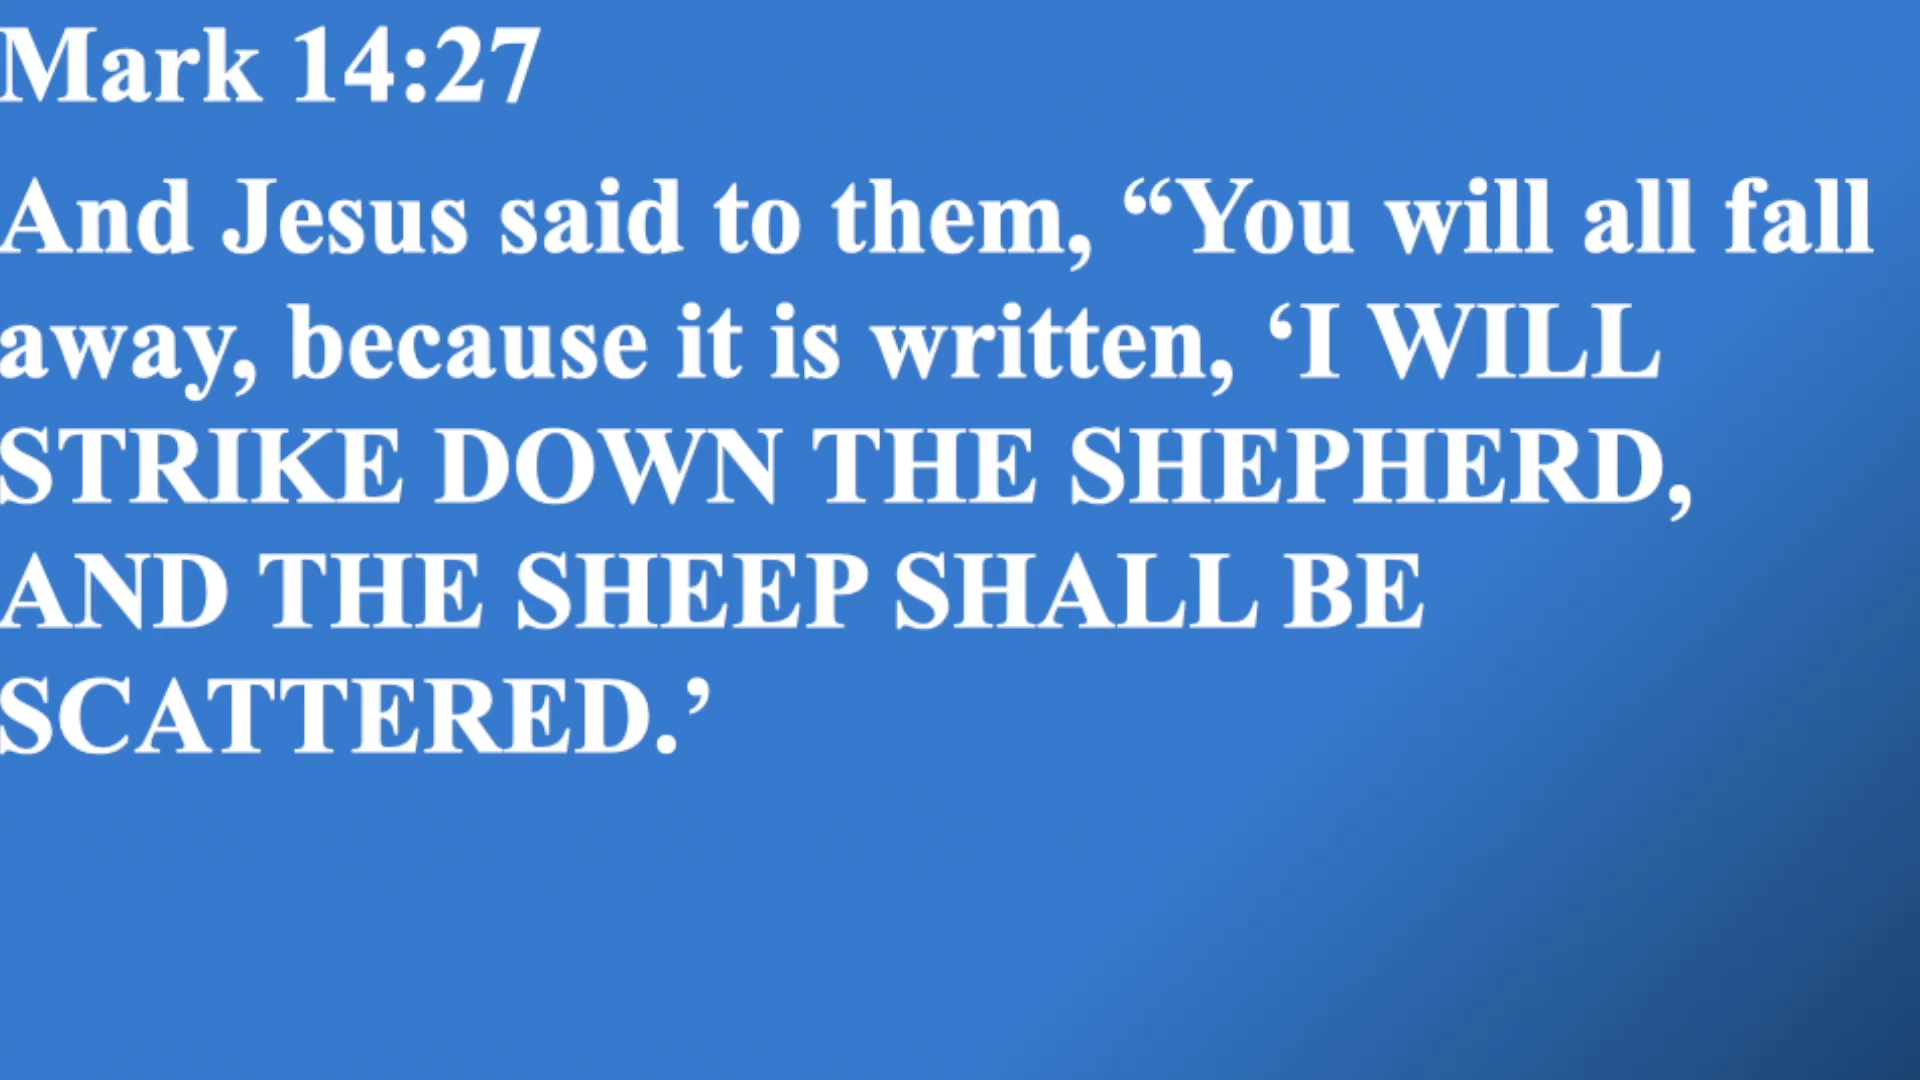 Mark 14:27
And Jesus said to them, “You will all fall
away, because it is written, ‘I WILL
STRIKE DOWN THE SHEPHERD,
AND THE SHEEP SHALL BE
SCATTERED.’